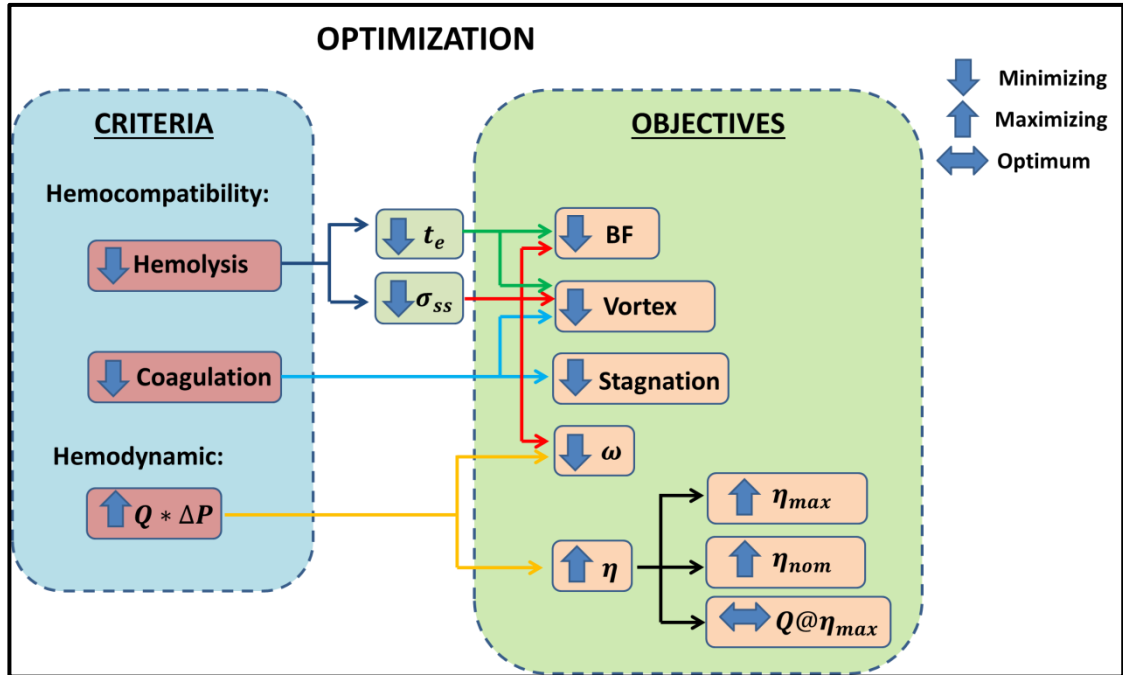 OPTIMIZATION
Minimizing
Maximizing
Optimum
CRITERIA
Hemocompatibility:
Hemolysis
Coagulation
Hemodynamic:
Q * ΔP
t_e
σ_ss
OBJECTIVES
BF
Vortex
Stagnation
ω
η
η_max
η_nom
Q@η_max